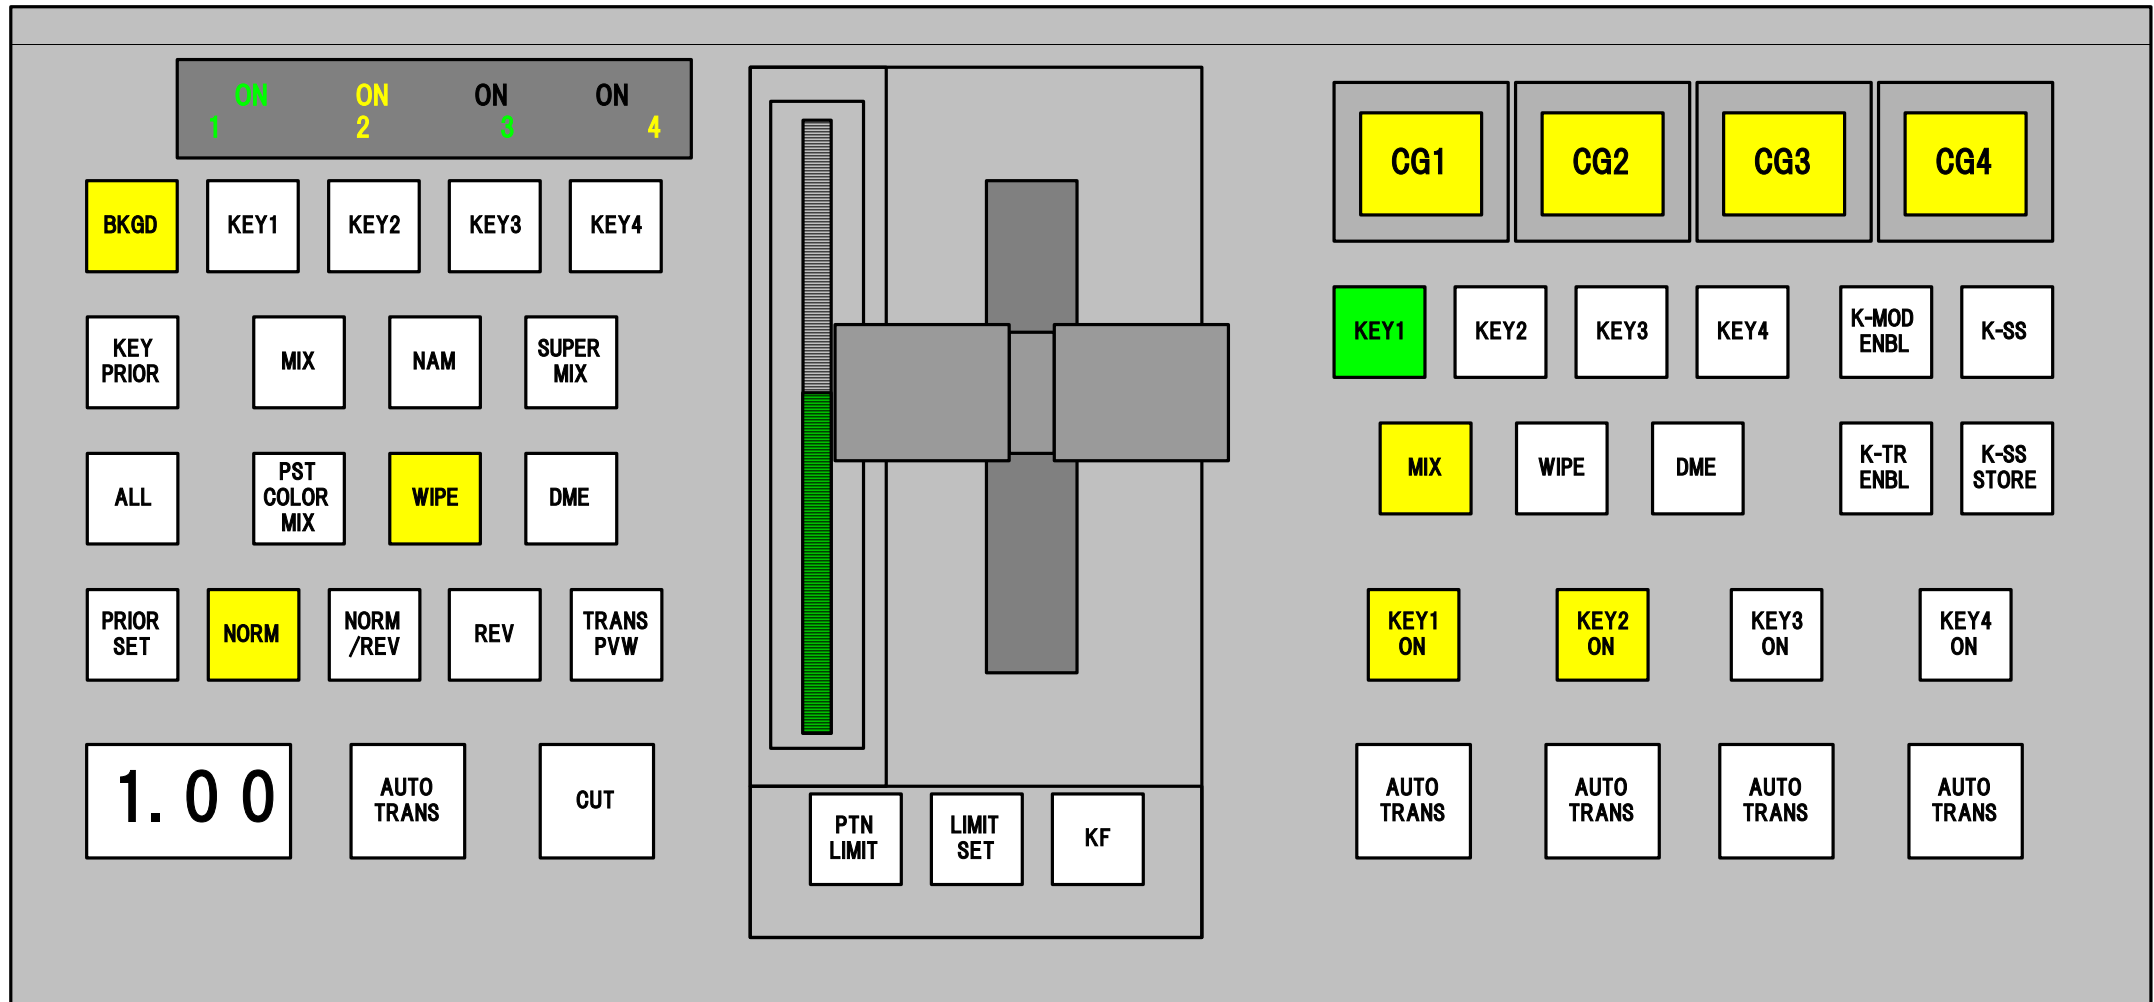 ON ON ON ON
1 2 3 4
BKGD KEY1 KEY2 KEY3 KEY4
KEY
PRIOR
MIX
NAM
SUPER
MIX
ALL
PST
COLOR
MIX
WIPE
DME
PRIOR
SET
NORM
NORM
/REV
REV
TRANS
PVW
1.00
AUTO
TRANS
CUT
PTN
LIMIT
LIMIT
SET
KF
CG1 CG2 CG3 CG4
KEY1 KEY2 KEY3 KEY4
K-MOD
ENBL
K-SS
MIX WIPE DME
K-TR
ENBL
K-SS
STORE
KEY1
ON
KEY2
ON
KEY3
ON
KEY4
ON
AUTO
TRANS
AUTO
TRANS
AUTO
TRANS
AUTO
TRANS